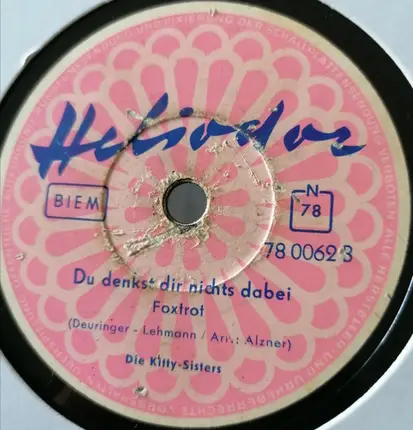 Heliodor
BIEM
N
78
78 0062 3
Du denkst dir nichts dabei
Foxtrot
(Deuringer - Lehmann / Arr.: Alzner)
Die Kitty-Sisters